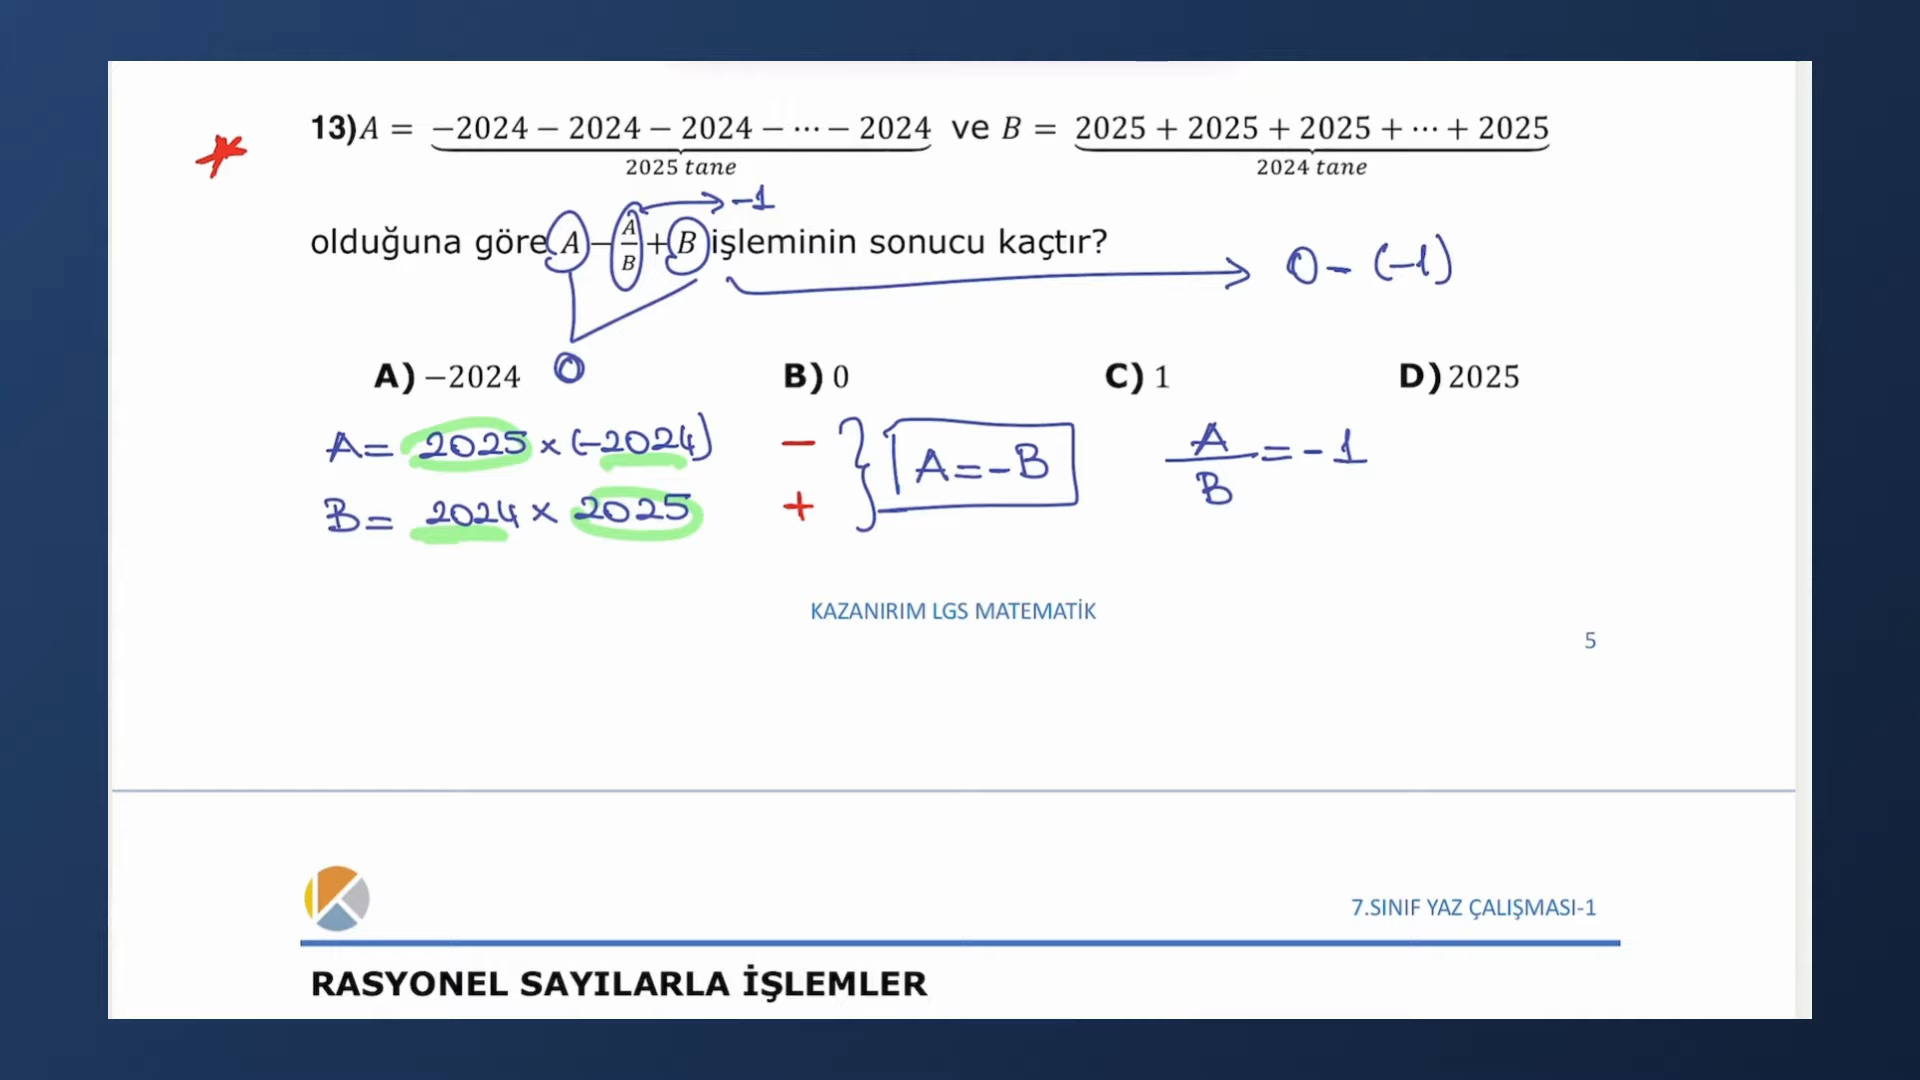 13)A = −2024 − 2024 − 2024 − ⋯ − 2024 ve B = 2025 + 2025 + 2025 + ⋯ + 2025
2025 tane 2024 tane
→ -1
olduğuna göre A − A/B + B işleminin sonucu kaçtır? → 0 - (-1)
A) −2024 B) 0 C) 1 D) 2025
0
A = 2025 x (-2024) − } A = -B A/B = -1
B = 2024 x 2025 +
KAZANIRIM LGS MATEMATİK
5
7.SINIF YAZ ÇALIŞMASI-1
RASYONEL SAYILARLA İŞLEMLER